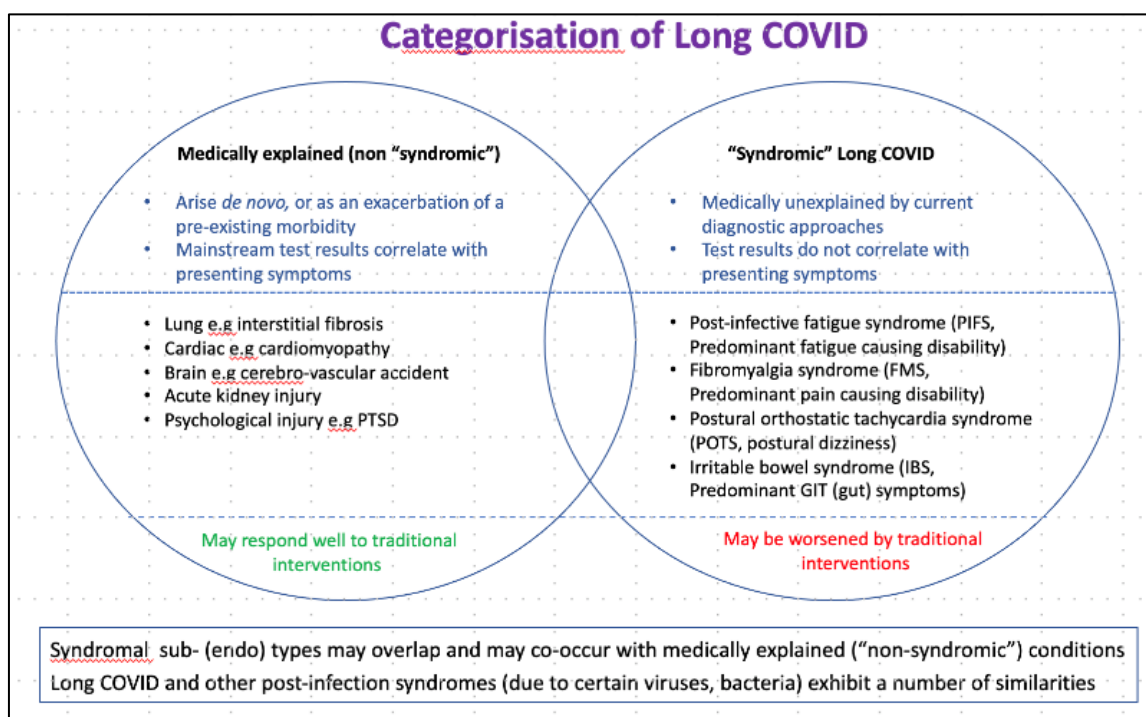 Categorisation of Long COVID
Medically explained (non “syndromic”)
• Arise de novo, or as an exacerbation of a
pre-existing morbidity
• Mainstream test results correlate with
presenting symptoms
• Lung e.g interstitial fibrosis
• Cardiac e.g cardiomyopathy
• Brain e.g cerebro-vascular accident
• Acute kidney injury
• Psychological injury e.g PTSD
May respond well to traditional
interventions
“Syndromic” Long COVID
• Medically unexplained by current
diagnostic approaches
• Test results do not correlate with
presenting symptoms
• Post-infective fatigue syndrome (PIFS,
Predominant fatigue causing disability)
• Fibromyalgia syndrome (FMS,
Predominant pain causing disability)
• Postural orthostatic tachycardia syndrome
(POTS, postural dizziness)
• Irritable bowel syndrome (IBS,
Predominant GIT (gut) symptoms)
May be worsened by traditional
interventions
Syndromal sub- (endo) types may overlap and may co-occur with medically explained (“non-syndromic”) conditions
Long COVID and other post-infection syndromes (due to certain viruses, bacteria) exhibit a number of similarities